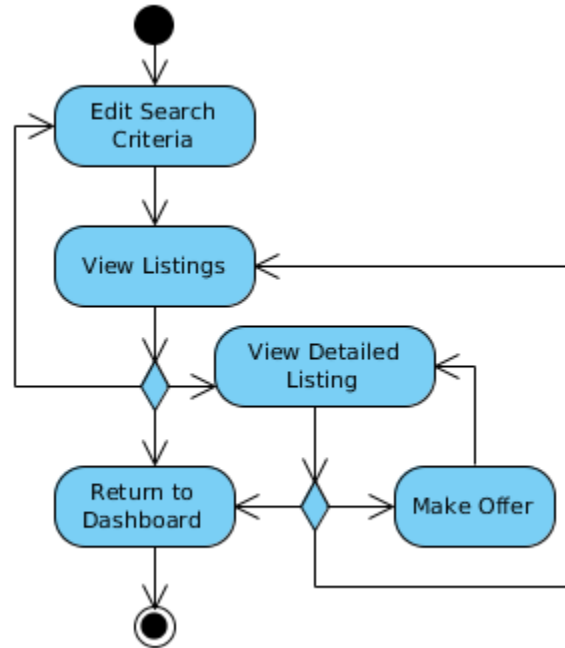 Edit Search
Criteria
View Listings
View Detailed
Listing
Return to
Dashboard
Make Offer